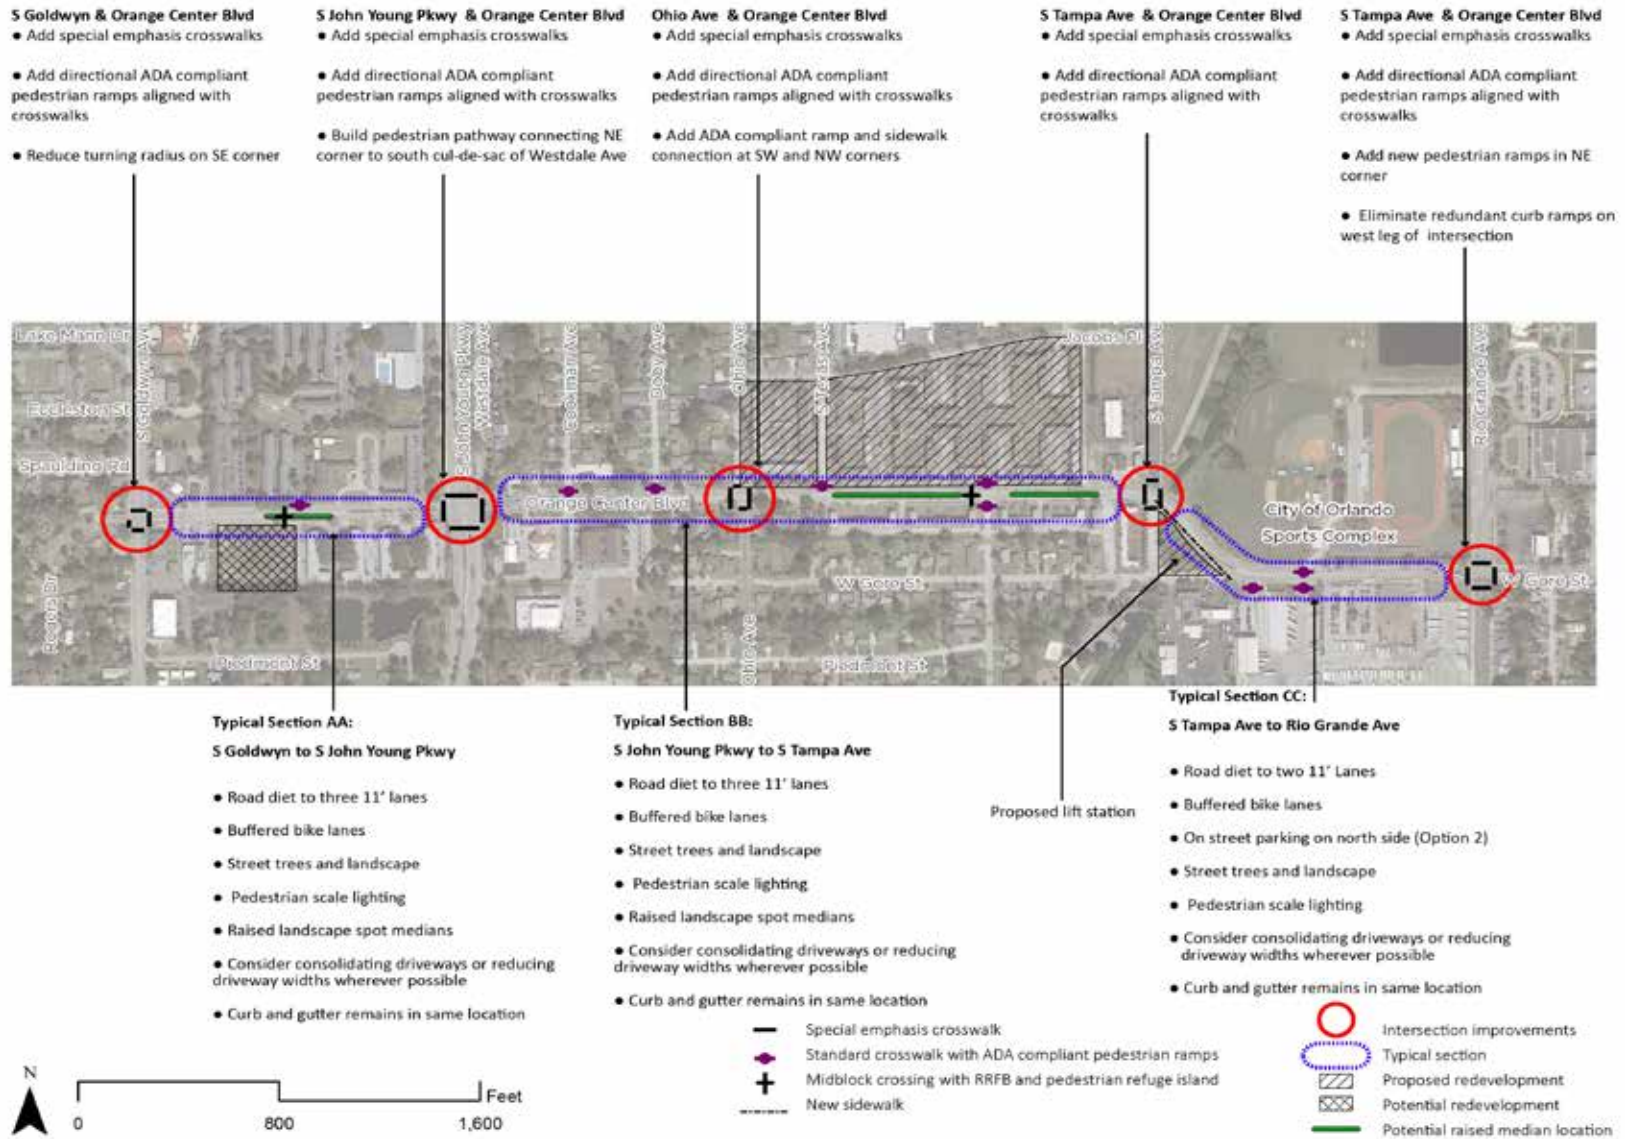 S Goldwyn & Orange Center Blvd
• Add special emphasis crosswalks
• Add directional ADA compliant
pedestrian ramps aligned with
crosswalks
• Reduce turning radius on SE corner
S John Young Pkwy & Orange Center Blvd
• Add special emphasis crosswalks
• Add directional ADA compliant
pedestrian ramps aligned with crosswalks
• Build pedestrian pathway connecting NE
corner to south cul-de-sac of Westdale Ave
Ohio Ave & Orange Center Blvd
• Add special emphasis crosswalks
• Add directional ADA compliant
pedestrian ramps aligned with crosswalks
• Add ADA compliant ramp and sidewalk
connection at SW and NW corners
S Tampa Ave & Orange Center Blvd
• Add special emphasis crosswalks
• Add directional ADA compliant
pedestrian ramps aligned with
crosswalks
S Tampa Ave & Orange Center Blvd
• Add special emphasis crosswalks
• Add directional ADA compliant
pedestrian ramps aligned with
crosswalks
• Add new pedestrian ramps in NE
corner
• Eliminate redundant curb ramps on
west leg of intersection
Lake Mann Dr
Eccleston St
Spaulding Rd
S Goldwyn Ave
Rogers Dr
S John Young Pkwy
Westdale Ave
Cookman Ave
Doby Ave
Ohio Ave
S Texas Ave
Jacobs Pl
S Tampa Ave
Rio Grande Ave
Orange Center Blvd
City of Orlando
Sports Complex
W Gore St
W Gore St
Piedmont St
Ohio Ave
Piedmont St
Typical Section AA:
S Goldwyn to S John Young Pkwy
• Road diet to three 11' lanes
• Buffered bike lanes
• Street trees and landscape
• Pedestrian scale lighting
• Raised landscape spot medians
• Consider consolidating driveways or reducing
driveway widths wherever possible
• Curb and gutter remains in same location
Typical Section BB:
S John Young Pkwy to S Tampa Ave
• Road diet to three 11' lanes
• Buffered bike lanes
• Street trees and landscape
• Pedestrian scale lighting
• Raised landscape spot medians
• Consider consolidating driveways or reducing
driveway widths wherever possible
• Curb and gutter remains in same location
Proposed lift station
Typical Section CC:
S Tampa Ave to Rio Grande Ave
• Road diet to two 11' Lanes
• Buffered bike lanes
• On street parking on north side (Option 2)
• Street trees and landscape
• Pedestrian scale lighting
• Consider consolidating driveways or reducing
driveway widths wherever possible
• Curb and gutter remains in same location
N
Feet
0 800 1,600
Special emphasis crosswalk
Standard crosswalk with ADA compliant pedestrian ramps
Midblock crossing with RRFB and pedestrian refuge island
New sidewalk
Intersection improvements
Typical section
Proposed redevelopment
Potential redevelopment
Potential raised median location